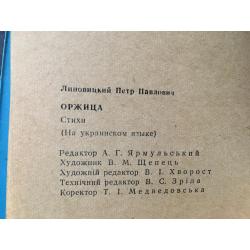 Линовицкий Петр Павлович
ОРЖИЦА
Стихи
(На украинском языке)
Редактор А. Г. Ярмульський
Художник В. М. Щепець
Художній редактор В. І. Хворост
Технічний редактор В. С. Зріла
Коректор Т. І. Медведовська